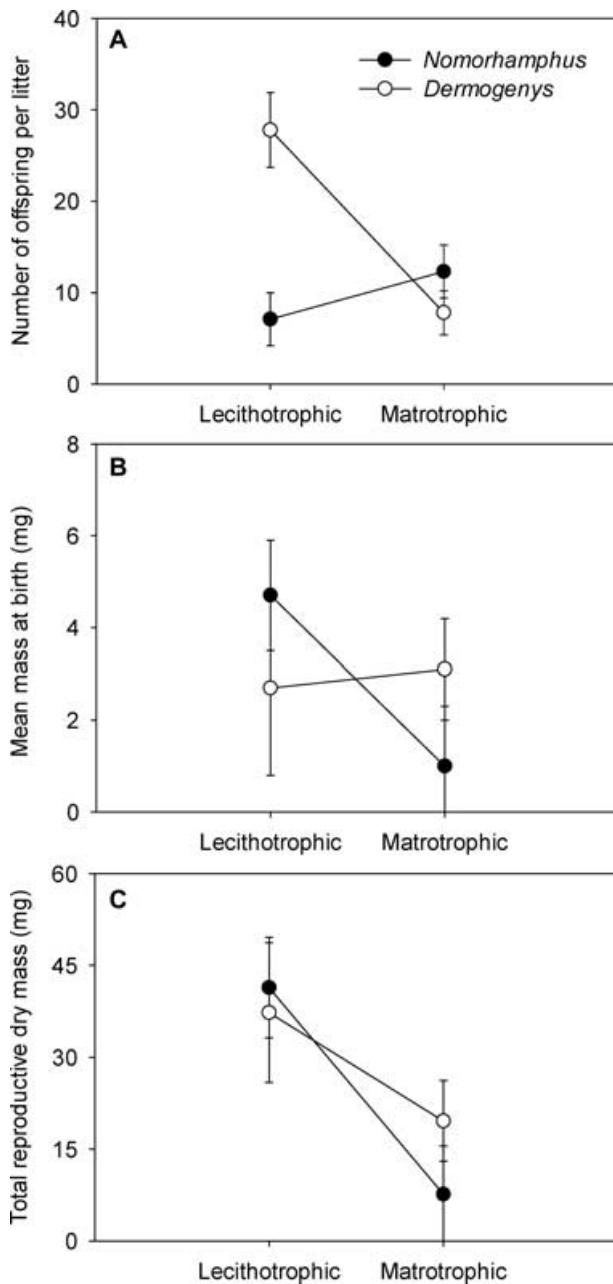 A
Nomorhamphus
Dermogenys
Number of offspring per litter
40
30
20
10
0
Lecithotrophic Matrotrophic
B
Mean mass at birth (mg)
8
6
4
2
0
Lecithotrophic Matrotrophic
C
Total reproductive dry mass (mg)
60
45
30
15
0
Lecithotrophic Matrotrophic